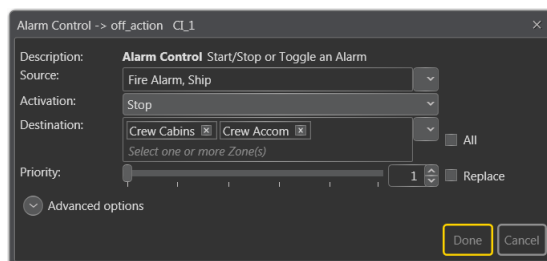 Alarm Control -> off_action CI_1
Description: Alarm Control Start/Stop or Toggle an Alarm
Source: Fire Alarm, Ship
Activation: Stop
Destination: Crew Cabins Crew Accom
All
Select one or more Zone(s)
Priority: 1 Replace
Advanced options
Done Cancel